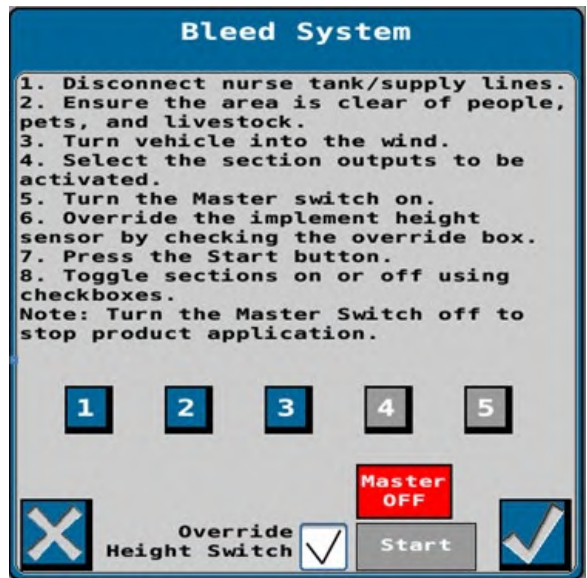 Bleed System
1. Disconnect nurse tank/supply lines.
2. Ensure the area is clear of people,
pets, and livestock.
3. Turn vehicle into the wind.
4. Select the section outputs to be
activated.
5. Turn the Master switch on.
6. Override the implement height
sensor by checking the override box.
7. Press the Start button.
8. Toggle sections on or off using
checkboxes.
Note: Turn the Master Switch off to
stop product application.
1 2 3 4 5
Master
OFF
Override
Height Switch
Start